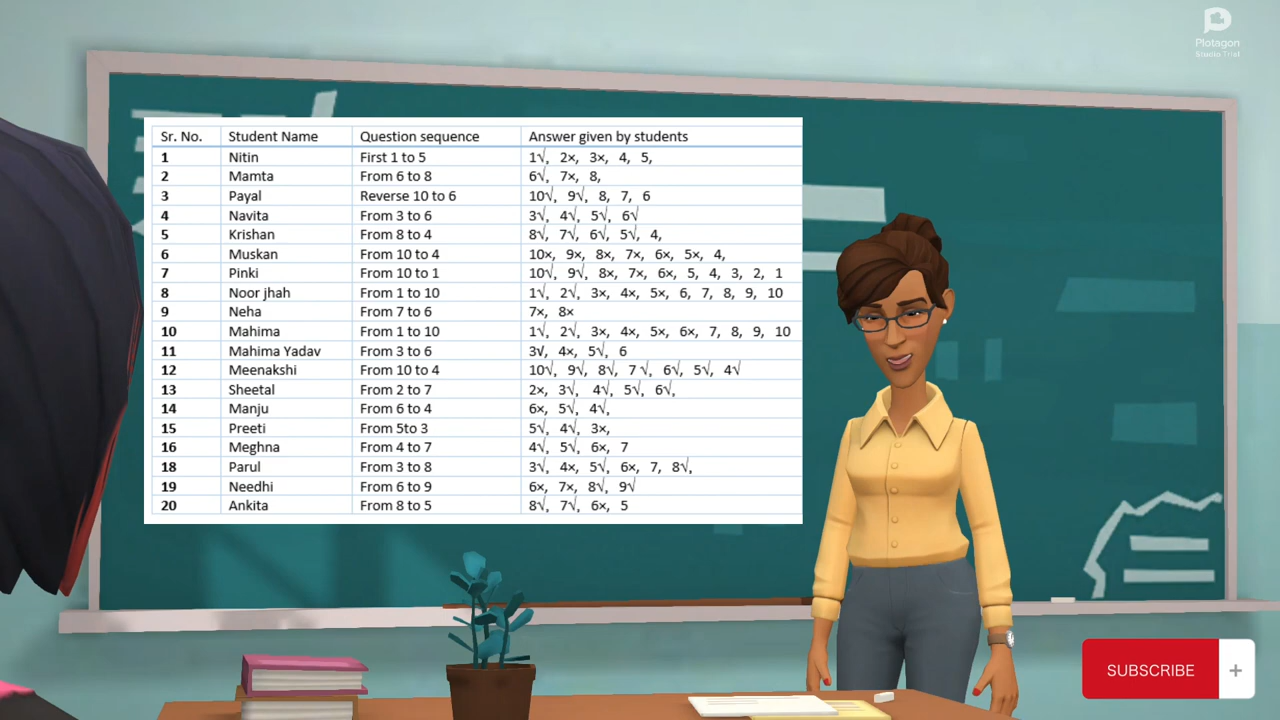 Plotagon
Studio Trial
Sr. No. Student Name Question sequence Answer given by students
1 Nitin First 1 to 5 1√, 2×, 3×, 4, 5,
2 Mamta From 6 to 8 6√, 7×, 8,
3 Payal Reverse 10 to 6 10√, 9√, 8, 7, 6
4 Navita From 3 to 6 3√, 4√, 5√, 6√
5 Krishan From 8 to 4 8√, 7√, 6√, 5√, 4,
6 Muskan From 10 to 4 10×, 9×, 8×, 7×, 6×, 5×, 4,
7 Pinki From 10 to 1 10√, 9√, 8×, 7×, 6×, 5, 4, 3, 2, 1
8 Noor jhah From 1 to 10 1√, 2√, 3×, 4×, 5×, 6, 7, 8, 9, 10
9 Neha From 7 to 6 7×, 8×
10 Mahima From 1 to 10 1√, 2√, 3×, 4×, 5×, 6×, 7, 8, 9, 10
11 Mahima Yadav From 3 to 6 3√, 4×, 5√, 6
12 Meenakshi From 10 to 4 10√, 9√, 8√, 7 √, 6√, 5√, 4√
13 Sheetal From 2 to 7 2×, 3√, 4√, 5√, 6√,
14 Manju From 6 to 4 6×, 5√, 4√,
15 Preeti From 5to 3 5√, 4√, 3×,
16 Meghna From 4 to 7 4√, 5√, 6×, 7
18 Parul From 3 to 8 3√, 4×, 5√, 6×, 7, 8√,
19 Needhi From 6 to 9 6×, 7×, 8√, 9√
20 Ankita From 8 to 5 8√, 7√, 6×, 5
SUBSCRIBE +